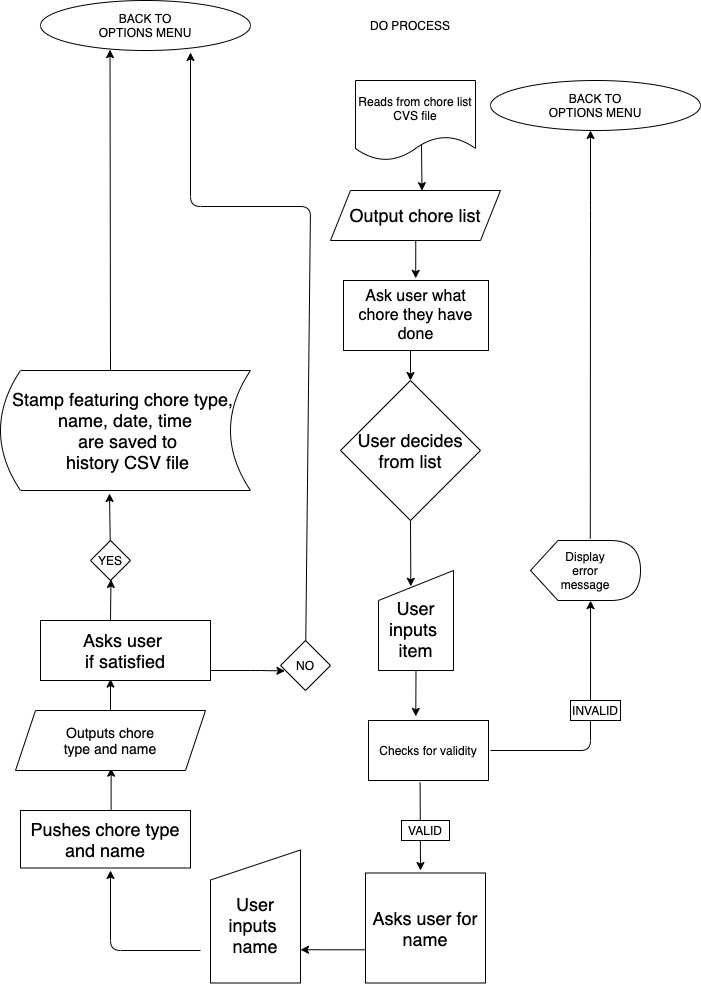 BACK TO
OPTIONS MENU
DO PROCESS
Reads from chore list
CVS file
BACK TO
OPTIONS MENU
Output chore list
Ask user what
chore they have
done
Stamp featuring chore type,
name, date, time
are saved to
history CSV file
User decides
from list
YES
Display
error
message
User
inputs
item
Asks user
if satisfied
NO
INVALID
Outputs chore
type and name
Checks for validity
Pushes chore type
and name
VALID
User
inputs
name
Asks user for
name